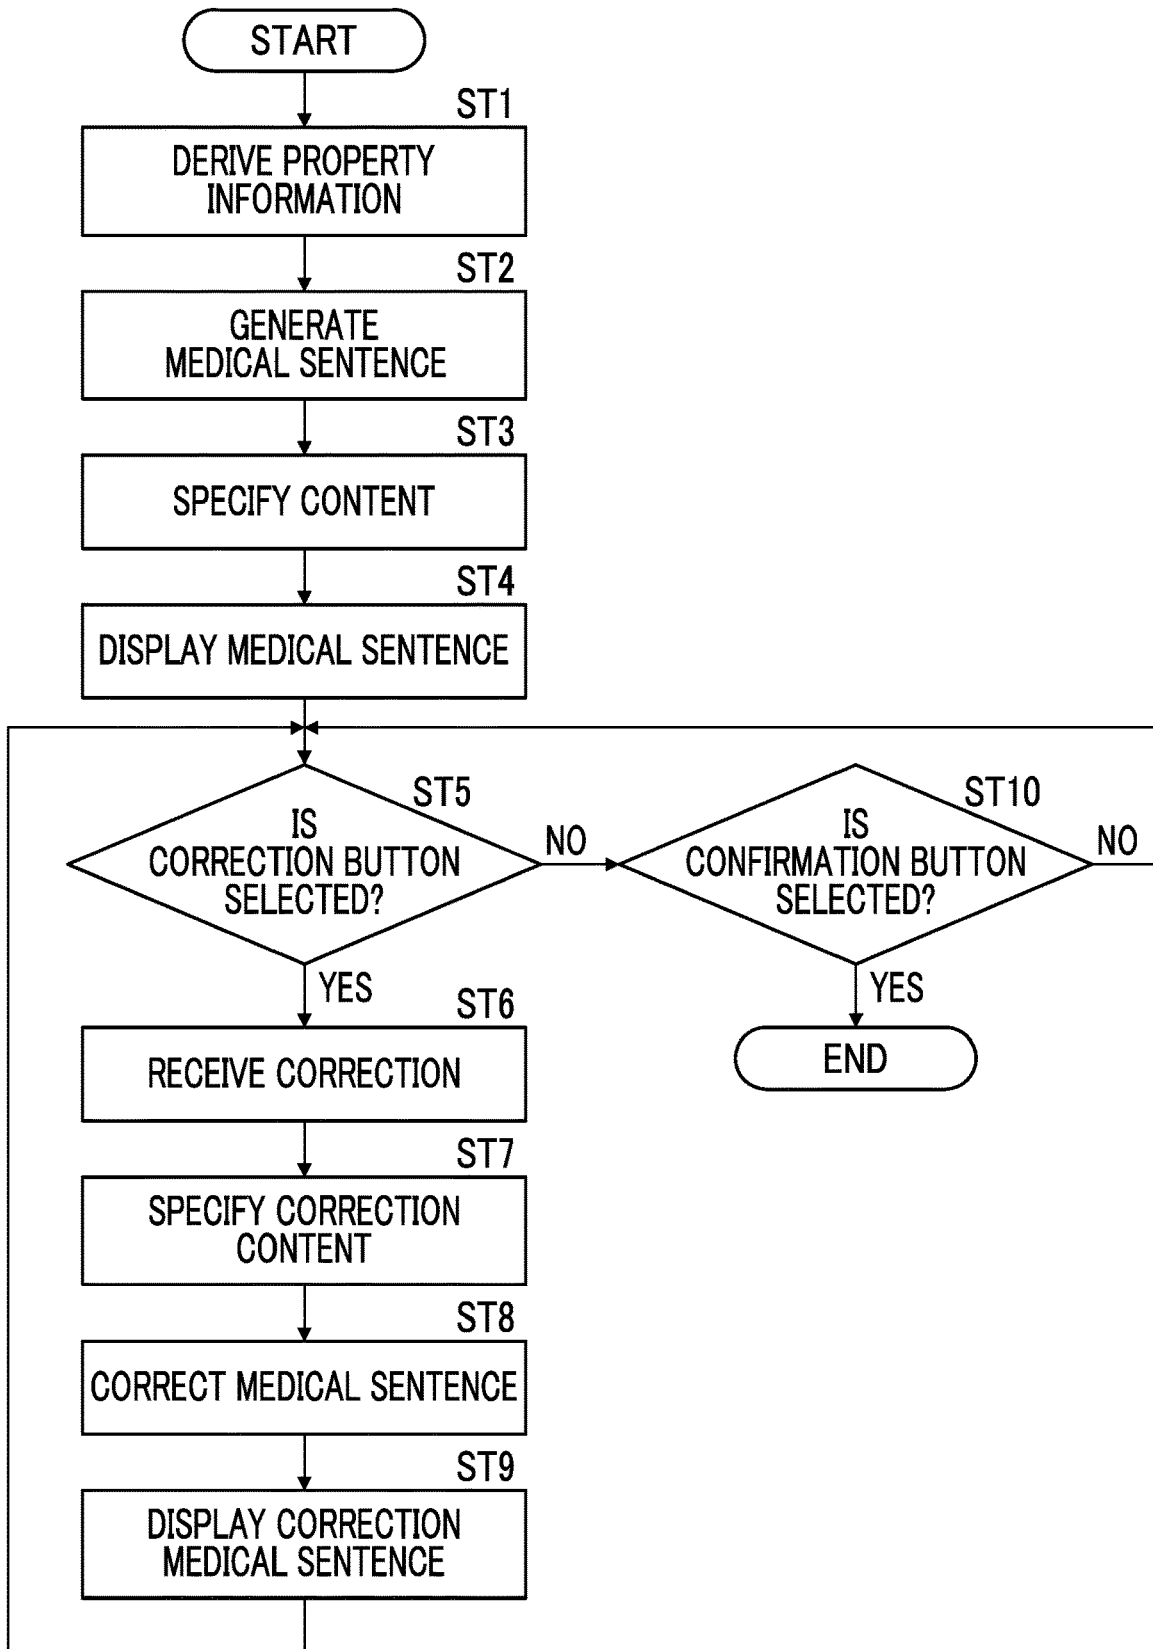 START
ST1
DERIVE PROPERTY
INFORMATION
ST2
GENERATE
MEDICAL SENTENCE
ST3
SPECIFY CONTENT
ST4
DISPLAY MEDICAL SENTENCE
ST5
IS
CORRECTION BUTTON
SELECTED?
NO
ST10
IS
CONFIRMATION BUTTON
SELECTED?
NO
YES
YES
END
ST6
RECEIVE CORRECTION
ST7
SPECIFY CORRECTION
CONTENT
ST8
CORRECT MEDICAL SENTENCE
ST9
DISPLAY CORRECTION
MEDICAL SENTENCE